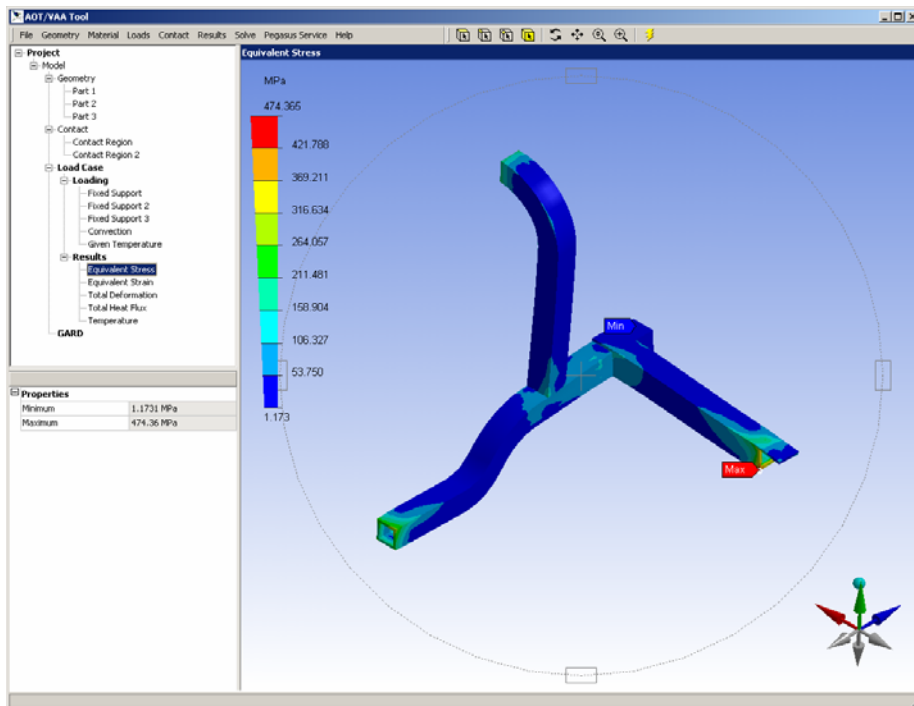 AOT/VAA Tool
File Geometry Material Loads Contact Results Solve Pegasus Service Help
Project
Model
Geometry
Part 1
Part 2
Part 3
Contact
Contact Region
Contact Region 2
Load Case
Loading
Fixed Support
Fixed Support 2
Fixed Support 3
Convection
Given Temperature
Results
Equivalent Stress
Equivalent Strain
Total Deformation
Total Heat Flux
Temperature
GARD
Properties
Minimum 1.1731 MPa
Maximum 474.36 MPa
Equivalent Stress
MPa
474.365
421.788
369.211
316.634
264.057
211.481
158.904
106.327
53.750
1.173
Min
Max